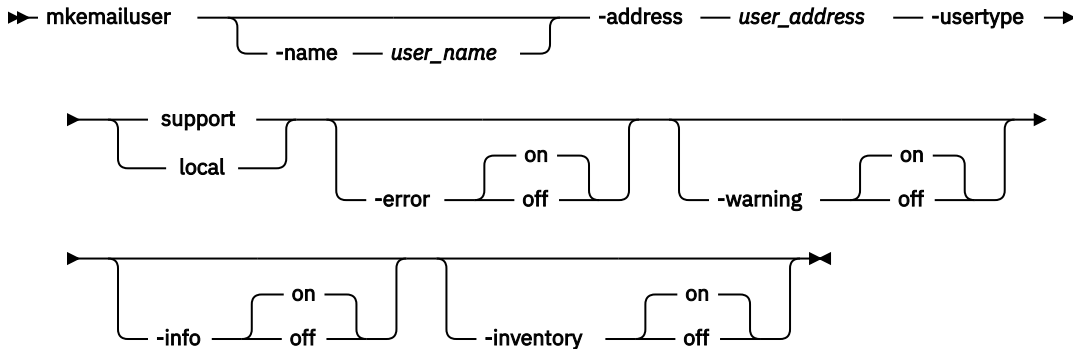 mkemailuser -address user_address -usertype
-name user_name
support
local
on on
-error off -warning off
on on
-info off -inventory off